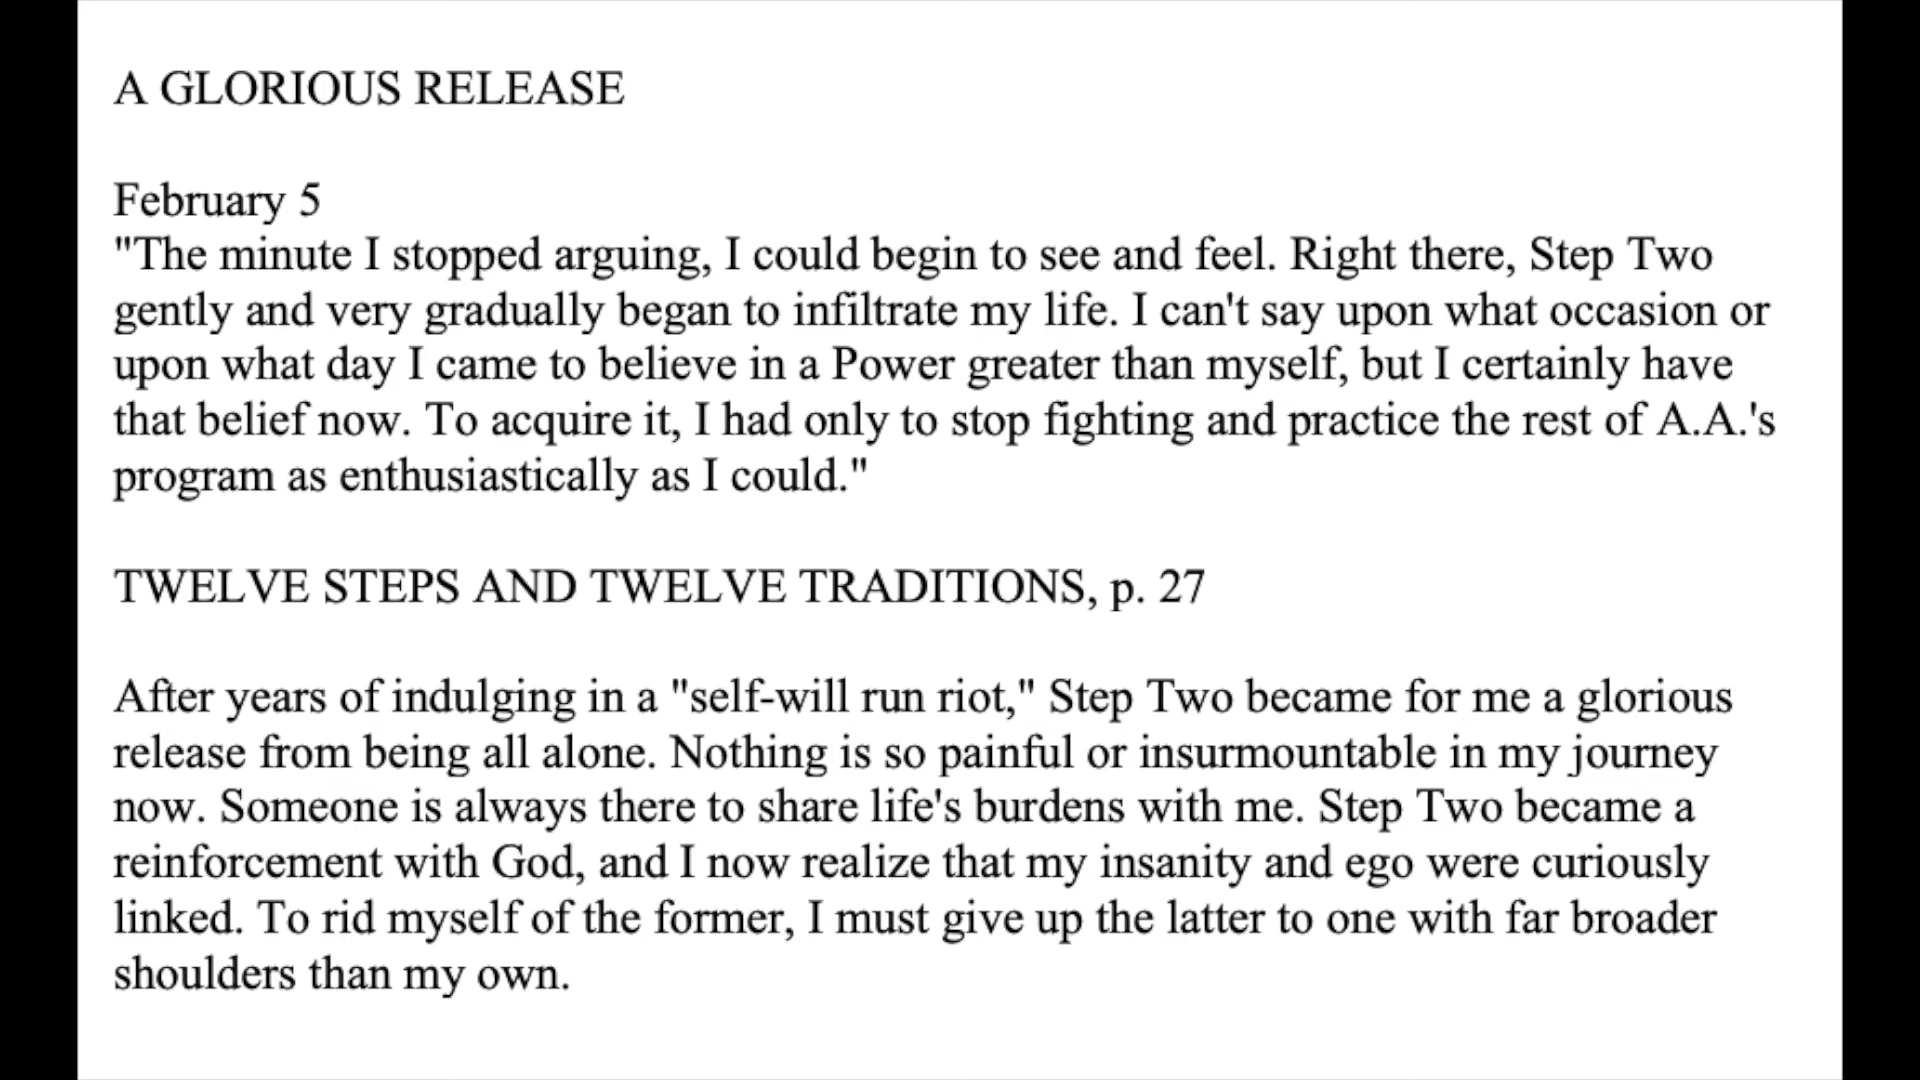 A GLORIOUS RELEASE
February 5
"The minute I stopped arguing, I could begin to see and feel. Right there, Step Two
gently and very gradually began to infiltrate my life. I can't say upon what occasion or
upon what day I came to believe in a Power greater than myself, but I certainly have
that belief now. To acquire it, I had only to stop fighting and practice the rest of A.A.'s
program as enthusiastically as I could."
TWELVE STEPS AND TWELVE TRADITIONS, p. 27
After years of indulging in a "self-will run riot," Step Two became for me a glorious
release from being all alone. Nothing is so painful or insurmountable in my journey
now. Someone is always there to share life's burdens with me. Step Two became a
reinforcement with God, and I now realize that my insanity and ego were curiously
linked. To rid myself of the former, I must give up the latter to one with far broader
shoulders than my own.